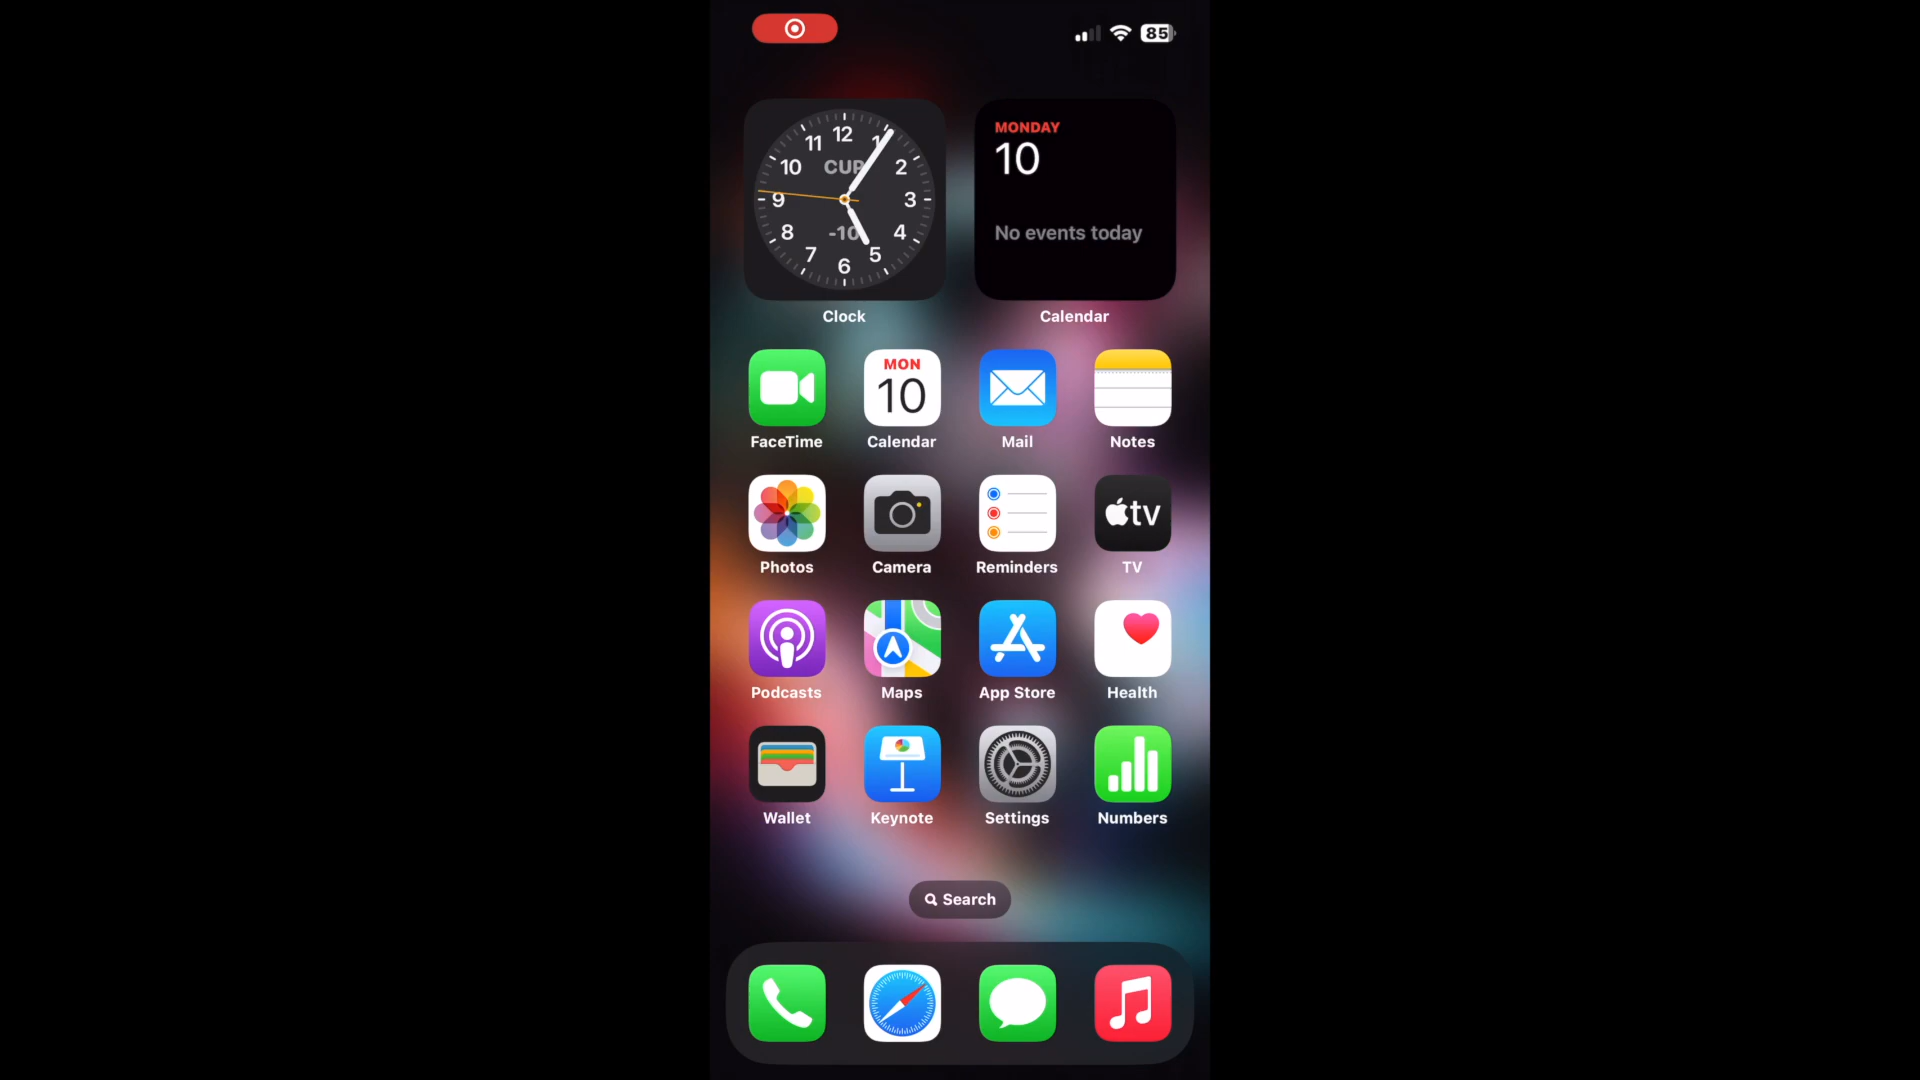 85
MONDAY
10
No events today
12
11
1
10
CUP
2
9
3
8
-10
4
7
5
6
Clock
Calendar
MON
10
FaceTime
Calendar
Mail
Notes
tv
Photos
Camera
Reminders
TV
Podcasts
Maps
App Store
Health
Wallet
Keynote
Settings
Numbers
Search